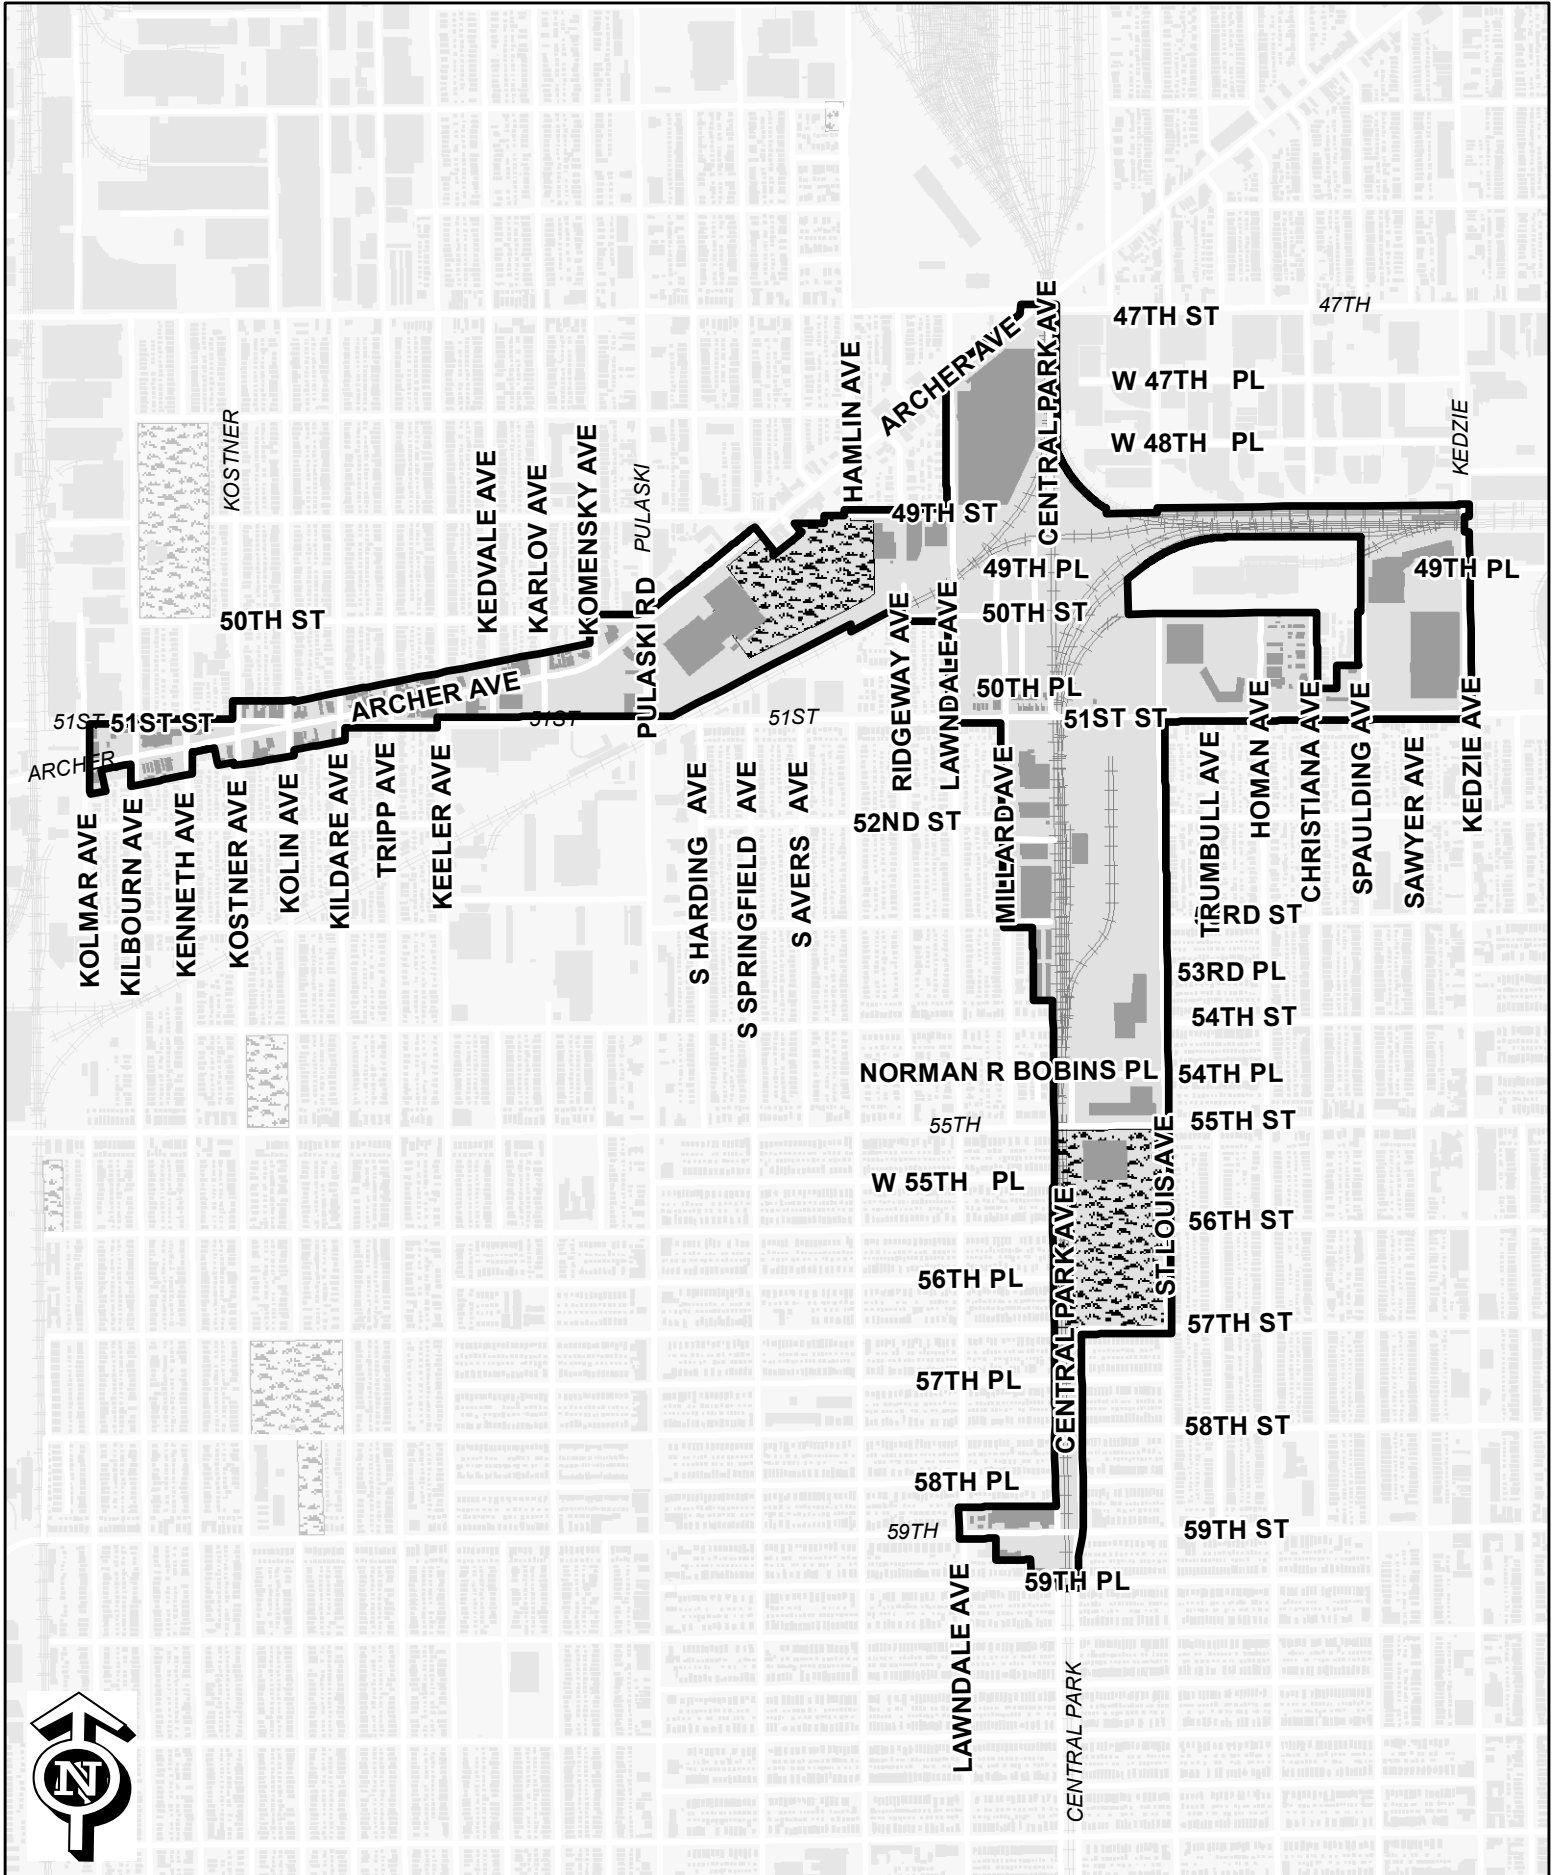 47TH
47TH ST
CENTRAL PARK AVE
ARCHER AVE
HAMLIN AVE
W 47TH PL
W 48TH PL
KEDZIE
KOSTNER
KEDVALE AVE
KARLOV AVE
KOMENSKY AVE
PULASKI
49TH ST
49TH PL
49TH PL
50TH ST
50TH ST
PULASKI RD
RIDGEWAY AVE
LAWNDALE AVE
50TH PL
ARCHER AVE
51ST
51ST ST
51ST
51ST
51ST ST
ARCHER
KOLMAR AVE
KILBOURN AVE
KENNETH AVE
KOSTNER AVE
KOLIN AVE
KILDARE AVE
TRIPP AVE
KEELER AVE
S HARDING AVE
S SPRINGFIELD AVE
S AVERS AVE
52ND ST
MILLARD AVE
TRUMBULL AVE
HOMAN AVE
CHRISTIANA AVE
SPAULDING AVE
SAWYER AVE
KEDZIE AVE
RD ST
53RD PL
54TH ST
NORMAN R BOBINS PL
54TH PL
55TH
55TH ST
W 55TH PL
ST LOUIS AVE
CENTRAL PARK AVE
56TH ST
56TH PL
57TH ST
57TH PL
58TH ST
58TH PL
59TH
59TH ST
59TH PL
LAWNDALE AVE
CENTRAL PARK
N